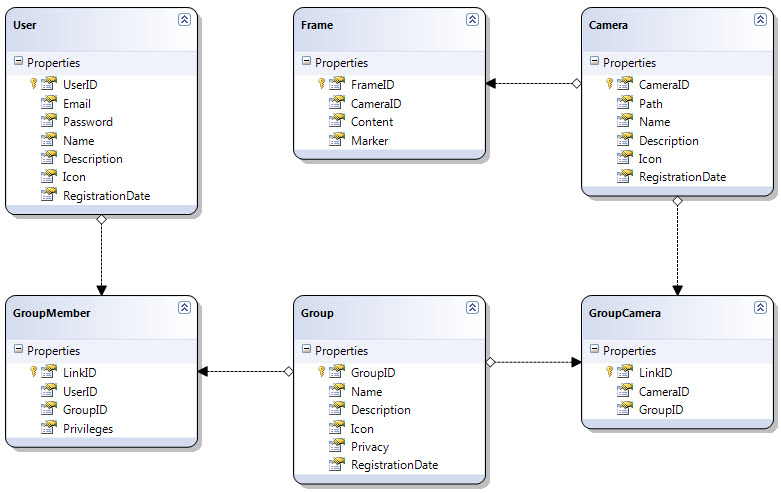 User
Properties
UserID
Email
Password
Name
Description
Icon
RegistrationDate
Frame
Properties
FrameID
CameraID
Content
Marker
Camera
Properties
CameraID
Path
Name
Description
Icon
RegistrationDate
GroupMember
Properties
LinkID
UserID
GroupID
Privileges
Group
Properties
GroupID
Name
Description
Icon
Privacy
RegistrationDate
GroupCamera
Properties
LinkID
CameraID
GroupID